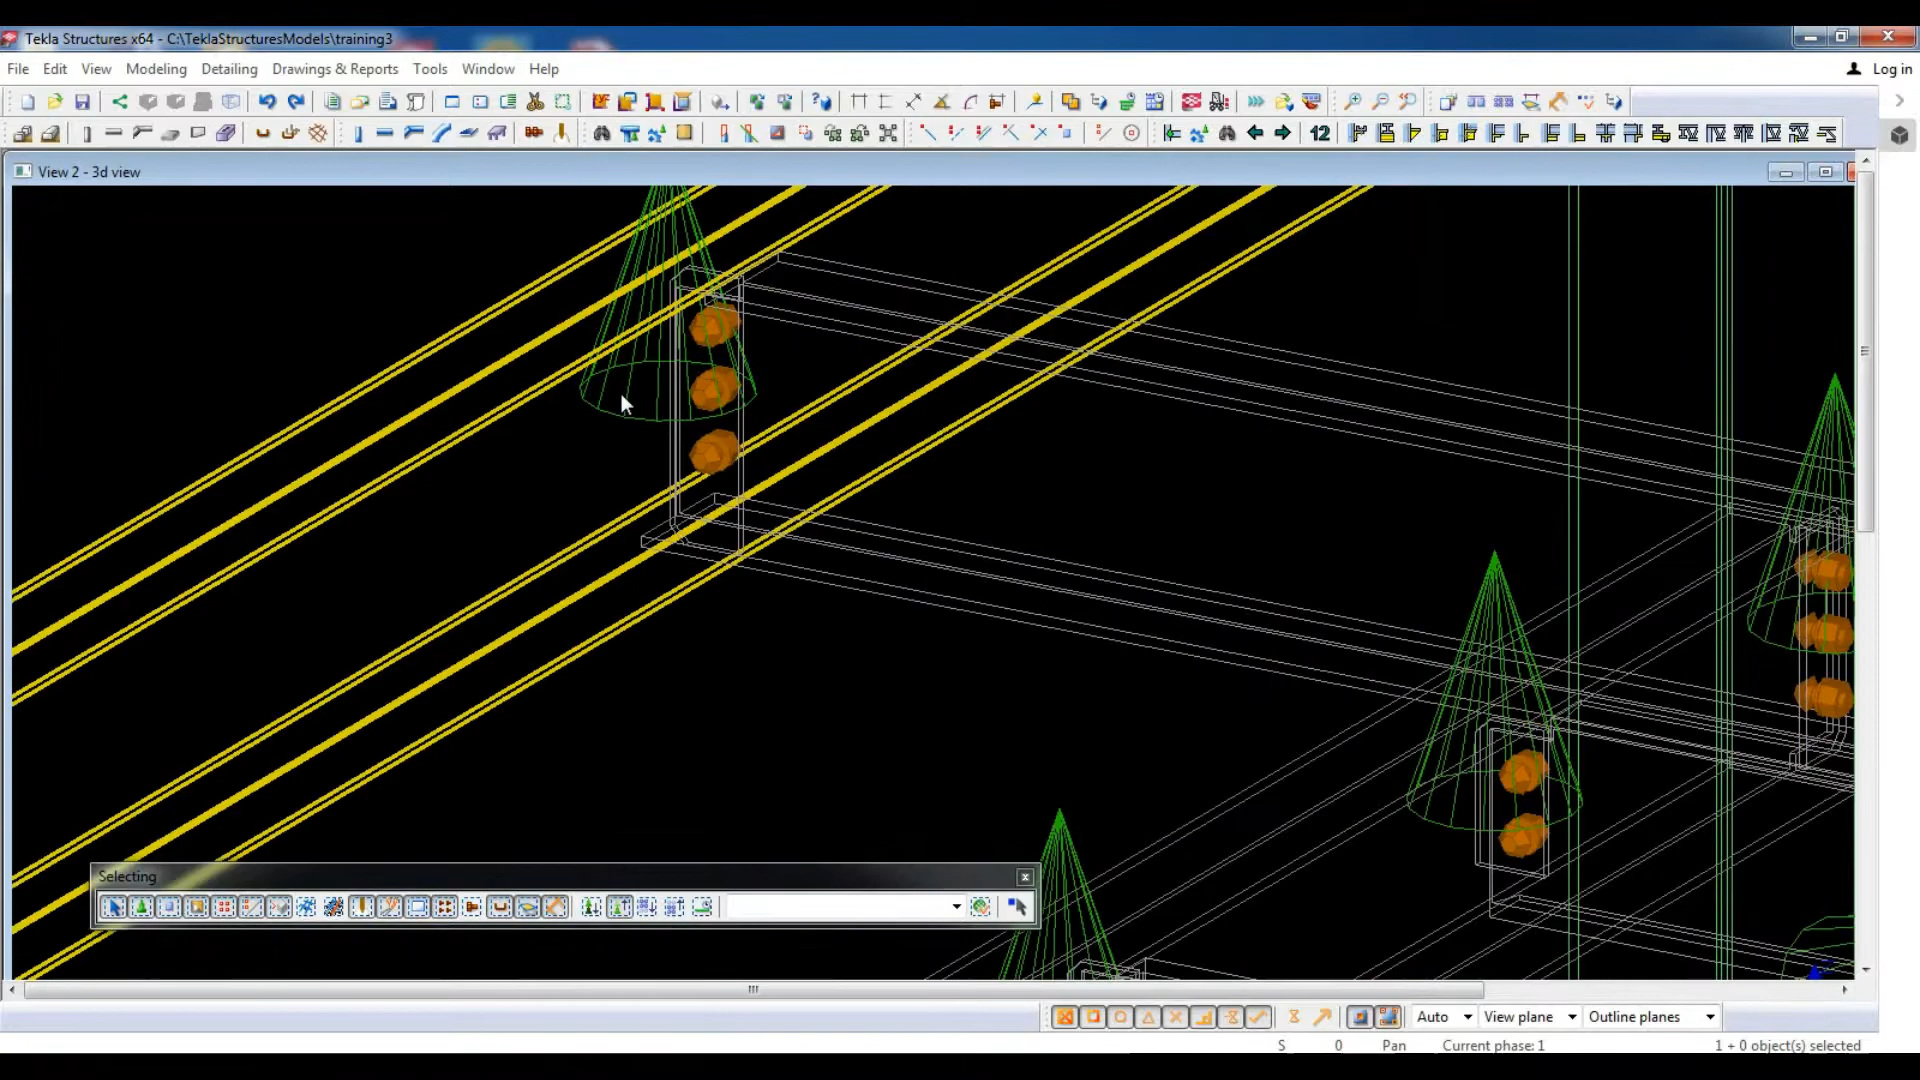 Tekla Structures x64 - C:\TeklaStructuresModels\training3
File Edit View Modeling Detailing Drawings & Reports Tools Window Help
Log in
12
View 2 - 3d view
Selecting
Auto View plane Outline planes
S 0 Pan Current phase: 1 1 + 0 object(s) selected